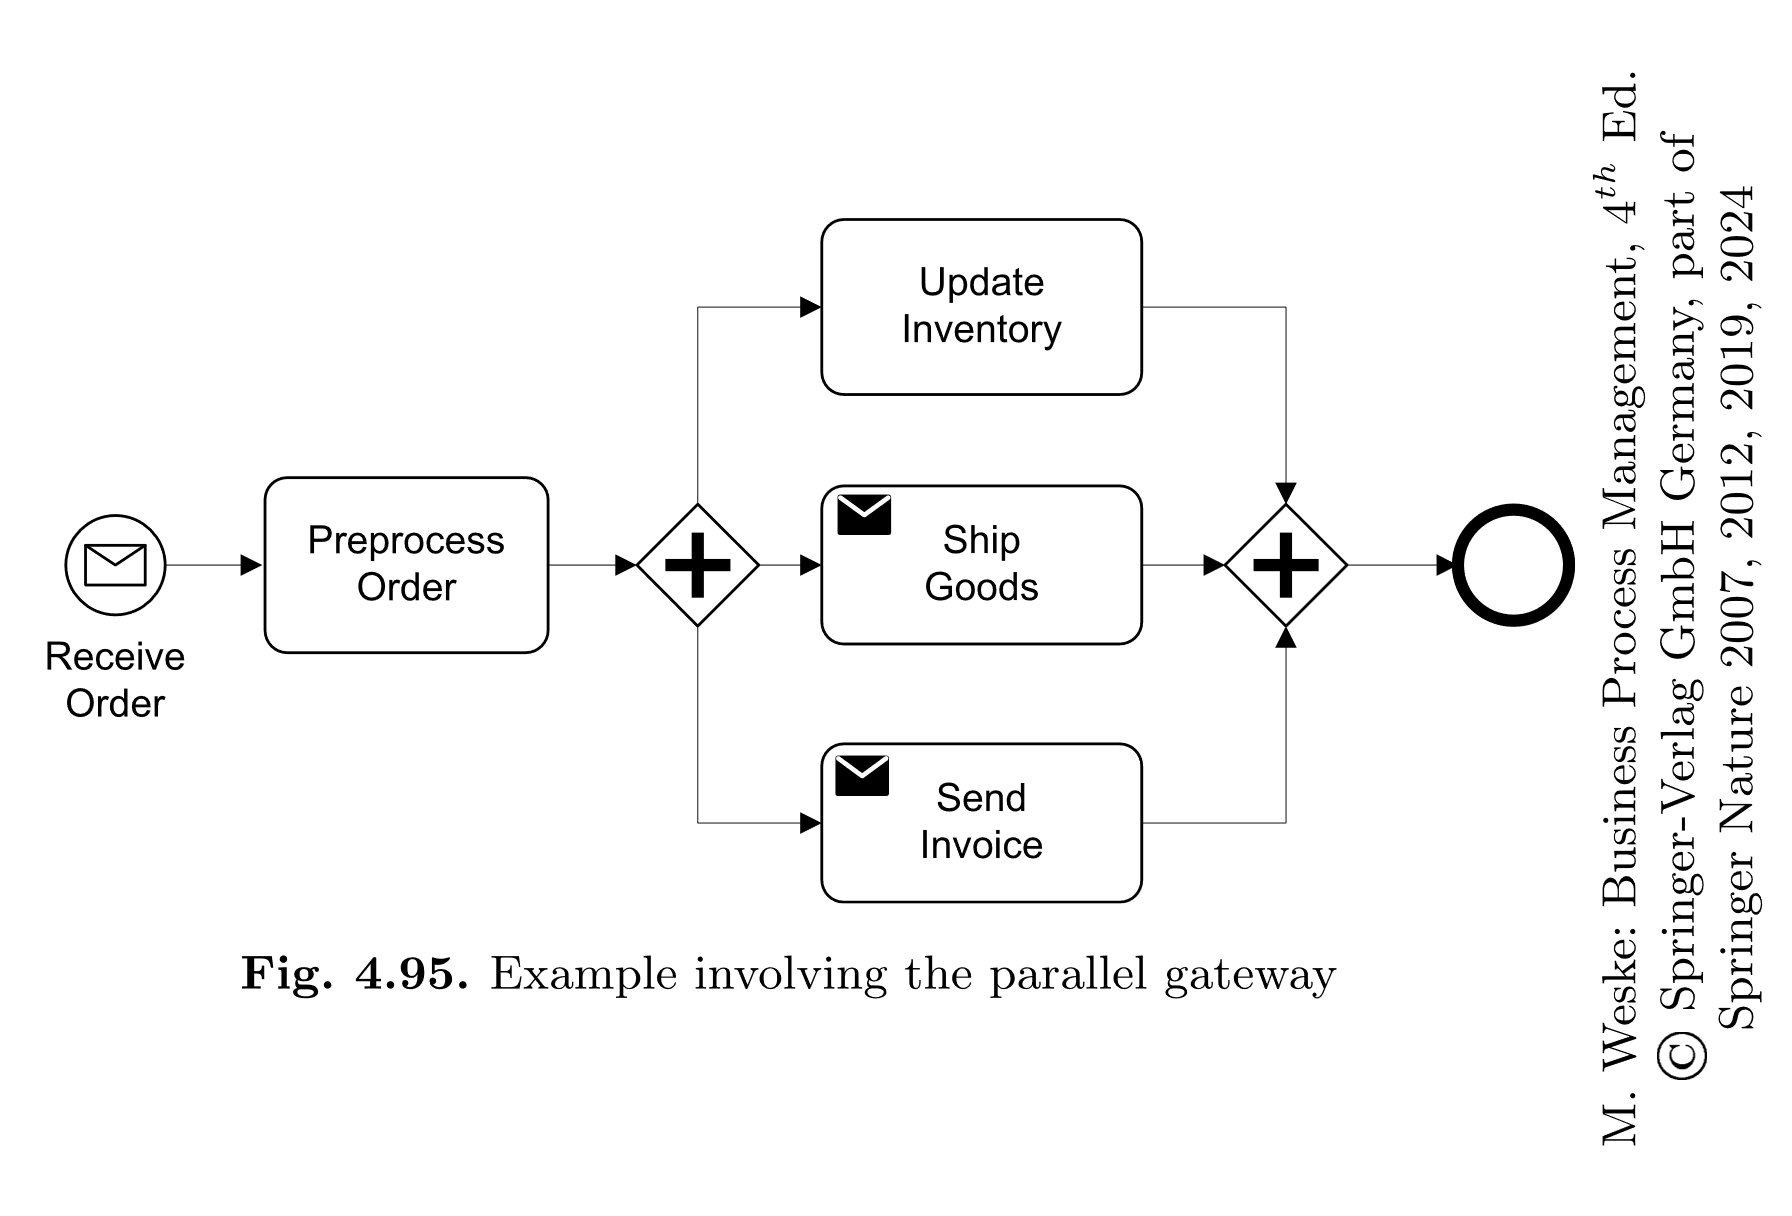 Receive
Order
Preprocess
Order
Update
Inventory
Ship
Goods
Send
Invoice
Fig. 4.95. Example involving the parallel gateway
M. Weske: Business Process Management, 4th Ed.
© Springer-Verlag GmbH Germany, part of
Springer Nature 2007, 2012, 2019, 2024